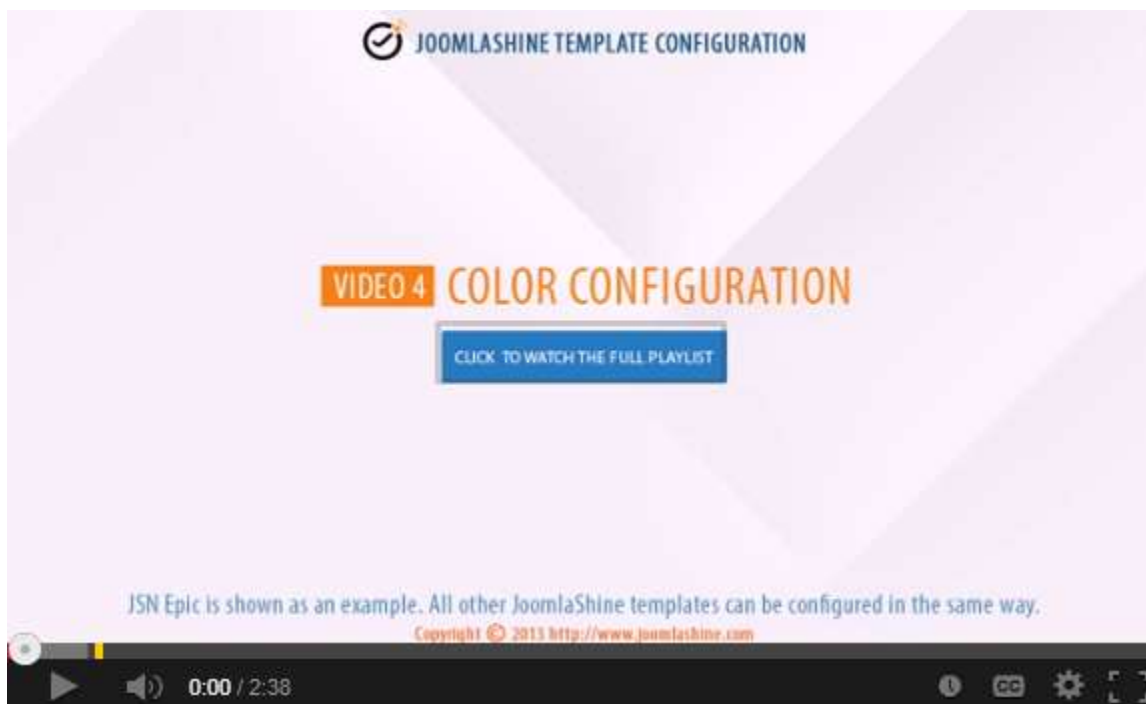 JOOMLASHINE TEMPLATE CONFIGURATION
VIDEO 4 COLOR CONFIGURATION
CLICK TO WATCH THE FULL PLAYLIST
JSN Epic is shown as an example. All other JoomlaShine templates can be configured in the same way.
Copyright © 2013 http://www.joomlashine.com
0:00 / 2:38
CC